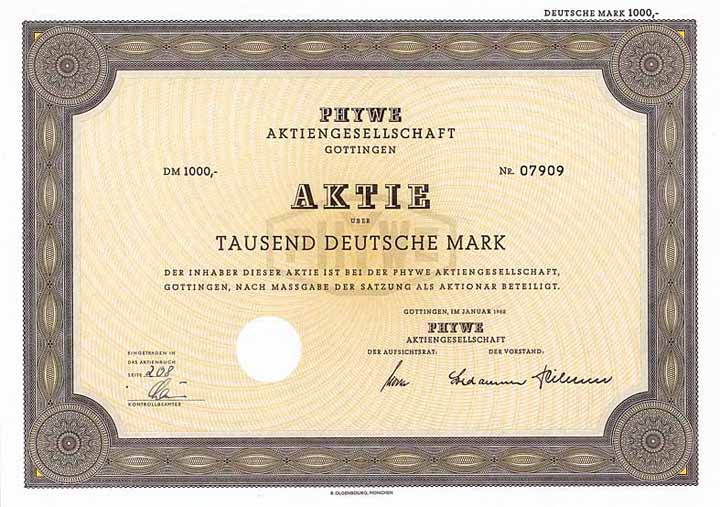 DEUTSCHE MARK 1000,-
PHYWE
AKTIENGESELLSCHAFT
GÖTTINGEN
DM 1000,-
NR. 07909
AKTIE
ÜBER
PHYWE
TAUSEND DEUTSCHE MARK
DER INHABER DIESER AKTIE IST BEI DER PHYWE AKTIENGESELLSCHAFT,
GÖTTINGEN, NACH MASSGABE DER SATZUNG ALS AKTIONÄR BETEILIGT.
GÖTTINGEN, IM JANUAR 1962
PHYWE
AKTIENGESELLSCHAFT
DER AUFSICHTSRAT: DER VORSTAND:
EINGETRAGEN IN
DAS AKTIENBUCH
SEITE 208
KONTROLLBEAMTER
R. OLDENBOURG, MÜNCHEN